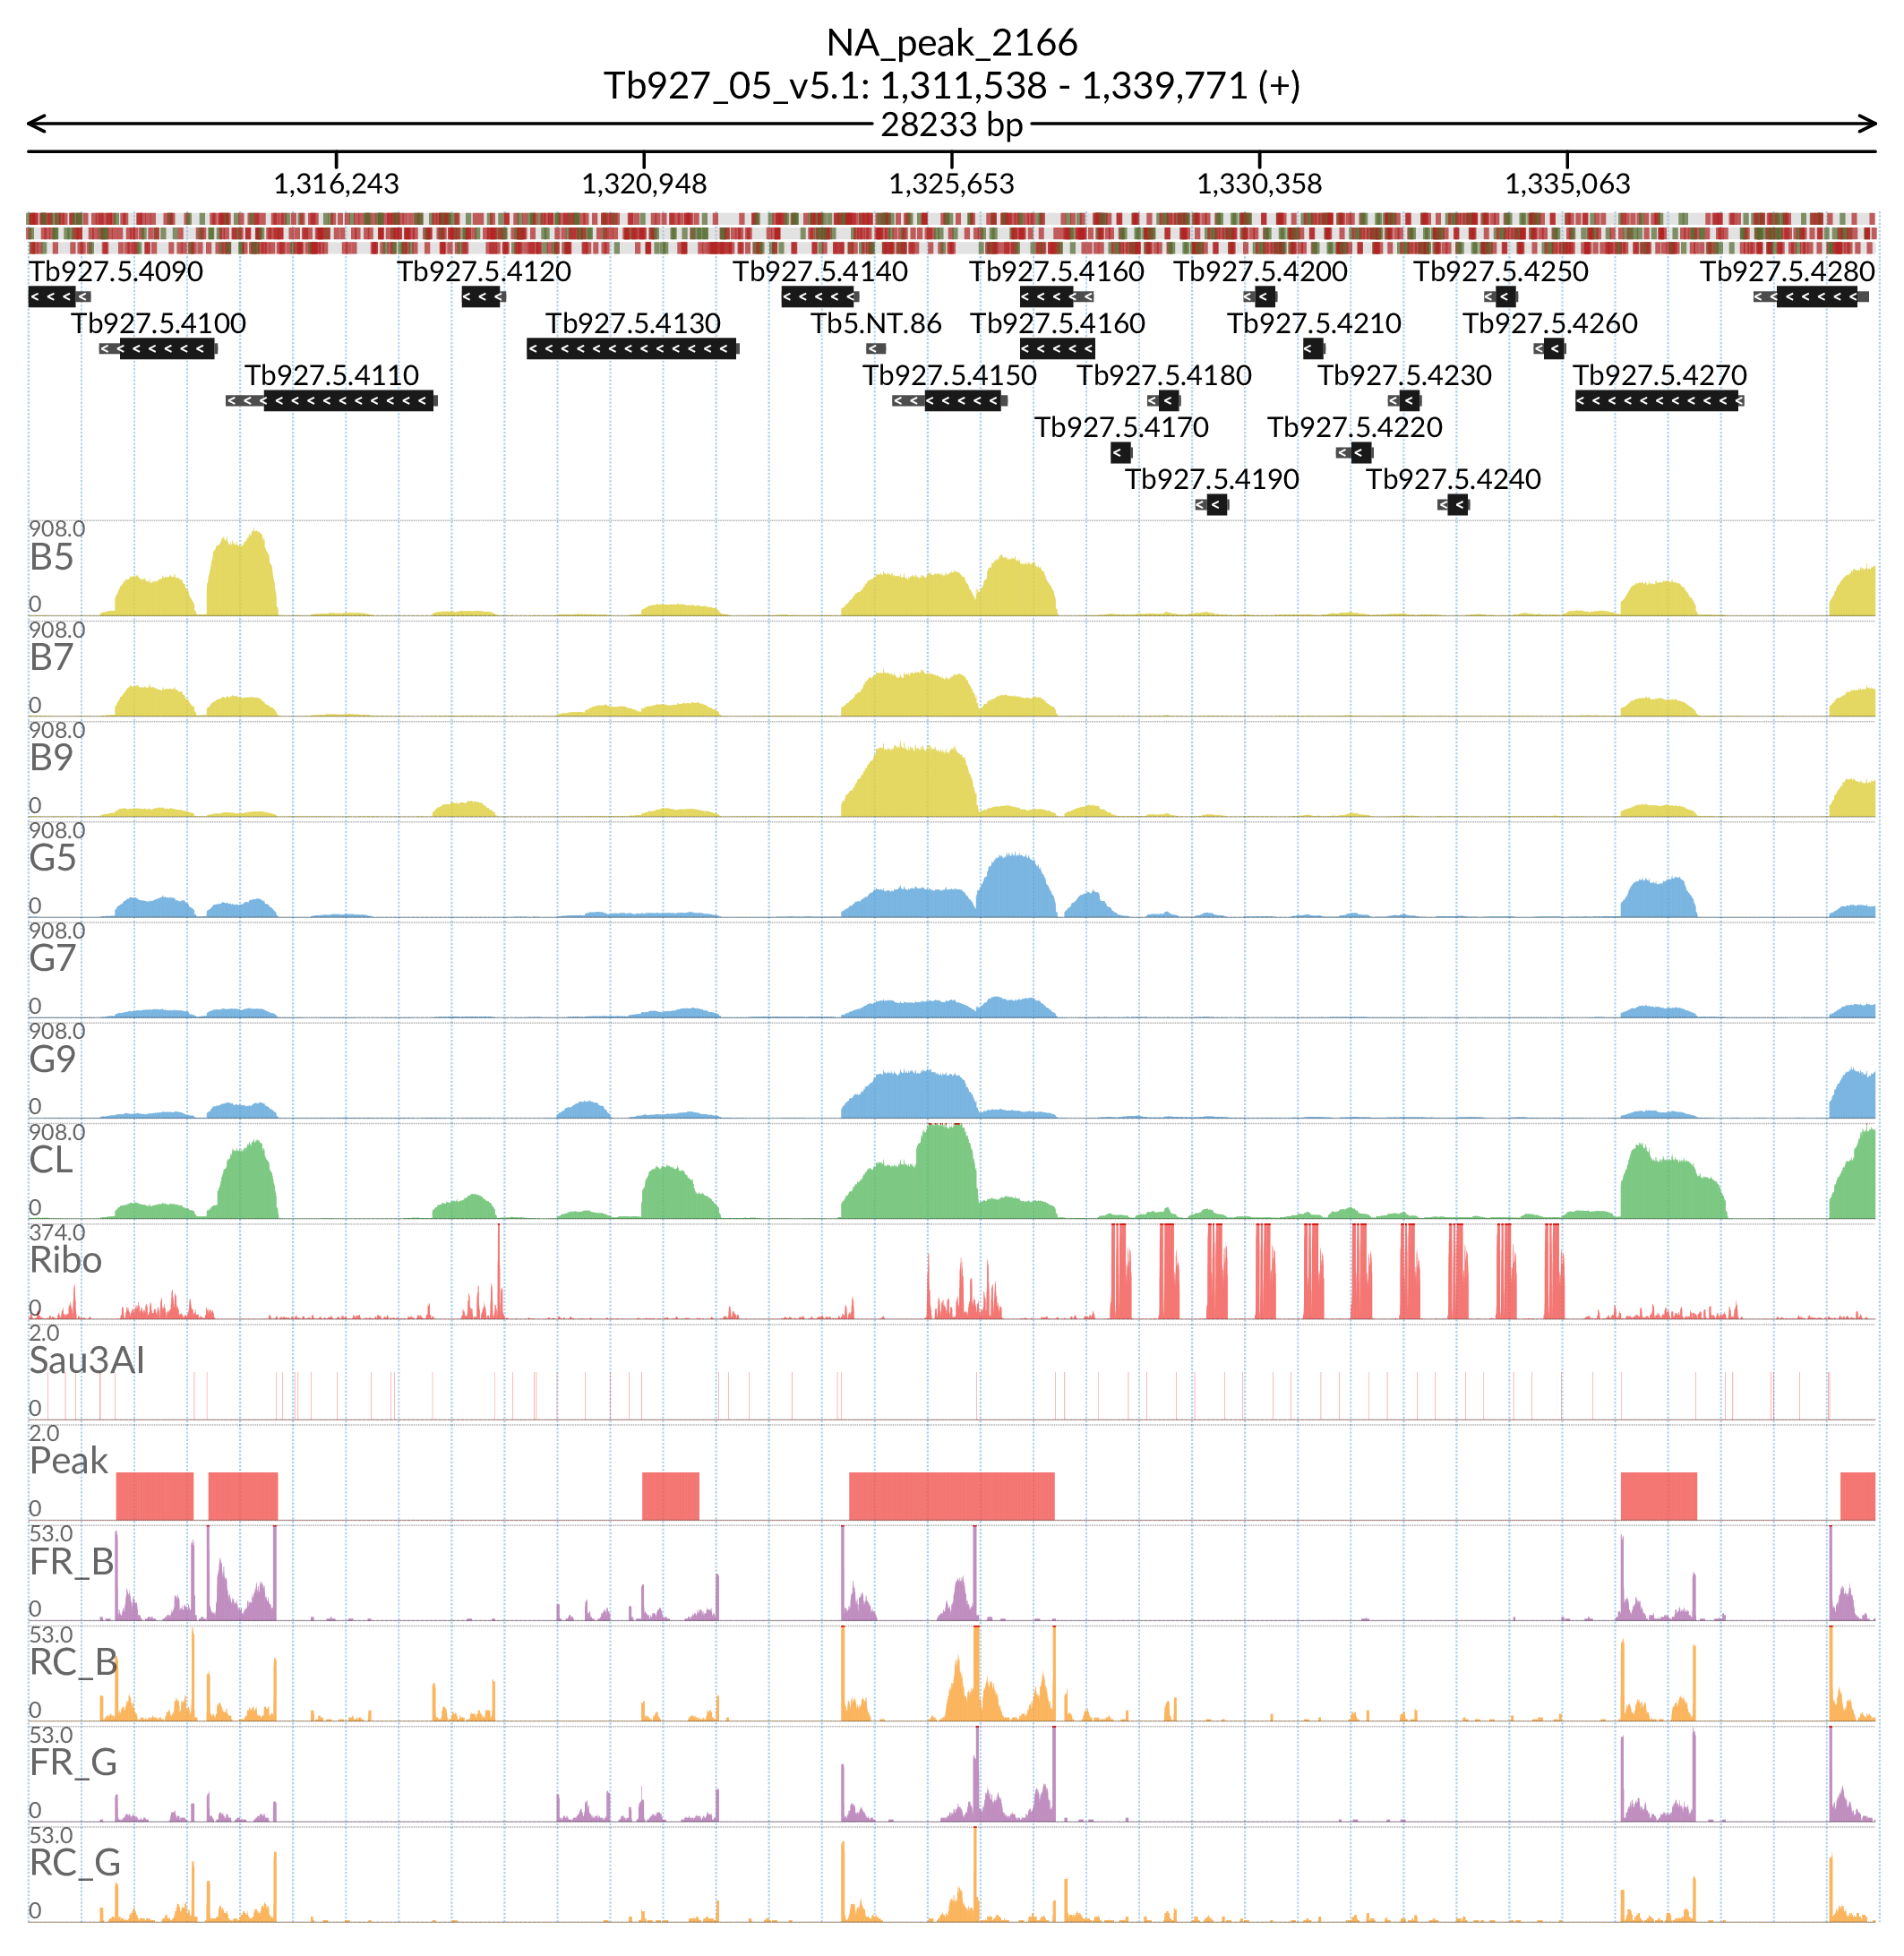 NA_peak_2166
Tb927_05_v5.1: 1,311,538 - 1,339,771 (+)
28233 bp
1,316,243 1,320,948 1,325,653 1,330,358 1,335,063
Tb927.5.4090 Tb927.5.4120 Tb927.5.4140 Tb927.5.4160 Tb927.5.4200 Tb927.5.4250 Tb927.5.4280
Tb927.5.4100 Tb927.5.4130 Tb5.NT.86 Tb927.5.4160 Tb927.5.4210 Tb927.5.4260
Tb927.5.4110 Tb927.5.4150 Tb927.5.4180 Tb927.5.4230 Tb927.5.4270
Tb927.5.4170 Tb927.5.4220
Tb927.5.4190 Tb927.5.4240
908.0
B5
0
908.0
B7
0
908.0
B9
0
908.0
G5
0
908.0
G7
0
908.0
G9
0
908.0
CL
0
374.0
Ribo
0
2.0
Sau3AI
0
2.0
Peak
0
53.0
FR_B
0
53.0
RC_B
0
53.0
FR_G
0
53.0
RC_G
0